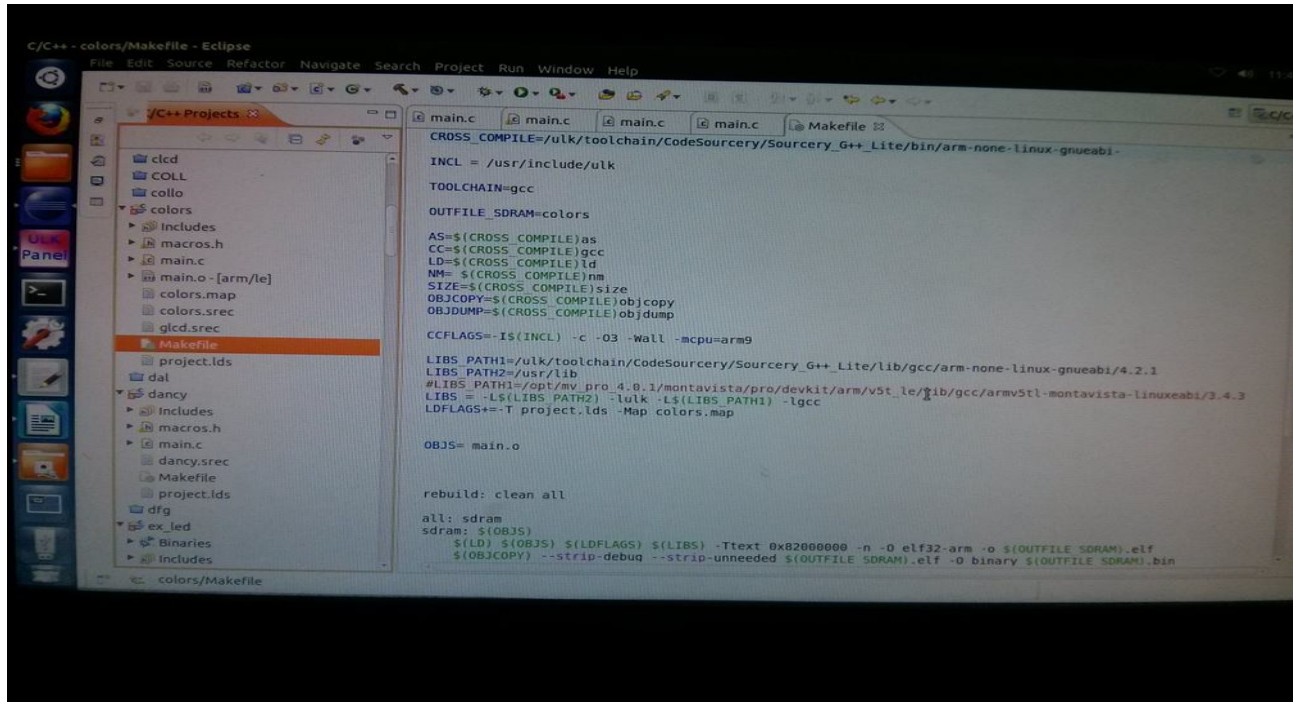 C/C++ - colors/Makefile - Eclipse
File Edit Source Refactor Navigate Search Project Run Window Help
/C++ Projects
main.c
main.c
main.c
main.c
Makefile
C/C
ULK
Panel
clcd
COLL
collo
colors
Includes
macros.h
main.c
main.o - [arm/le]
colors.map
colors.srec
glcd.srec
Makefile
project.lds
dal
dancy
Includes
macros.h
main.c
dancy.srec
Makefile
project.lds
dfg
ex_led
Binaries
Includes
CROSS_COMPILE=/ulk/toolchain/CodeSourcery/Sourcery_G++_Lite/bin/arm-none-linux-gnueabi-
INCL = /usr/include/ulk
TOOLCHAIN=gcc
OUTFILE_SDRAM=colors
AS=$(CROSS_COMPILE)as
CC=$(CROSS_COMPILE)gcc
LD=$(CROSS_COMPILE)ld
NM= $(CROSS_COMPILE)nm
SIZE=$(CROSS_COMPILE)size
OBJCOPY=$(CROSS_COMPILE)objcopy
OBJDUMP=$(CROSS_COMPILE)objdump
CCFLAGS=-I$(INCL) -c -O3 -Wall -mcpu=arm9
LIBS_PATH1=/ulk/toolchain/CodeSourcery/Sourcery_G++_Lite/lib/gcc/arm-none-linux-gnueabi/4.2.1
LIBS_PATH2=/usr/lib
#LIBS_PATH1=/opt/mv_pro_4.0.1/montavista/pro/devkit/arm/v5t_le/lib/gcc/armv5tl-montavista-linuxeabi/3.4.3
LIBS = -L$(LIBS_PATH2) -lulk -L$(LIBS_PATH1) -lgcc
LDFLAGS+=-T project.lds -Map colors.map
OBJS= main.o
rebuild: clean all
all: sdram
sdram: $(OBJS)
$(LD) $(OBJS) $(LDFLAGS) $(LIBS) -Ttext 0x82000000 -n -O elf32-arm -o $(OUTFILE_SDRAM).elf
$(OBJCOPY) --strip-debug --strip-unneeded $(OUTFILE_SDRAM).elf -O binary $(OUTFILE_SDRAM).bin
colors/Makefile